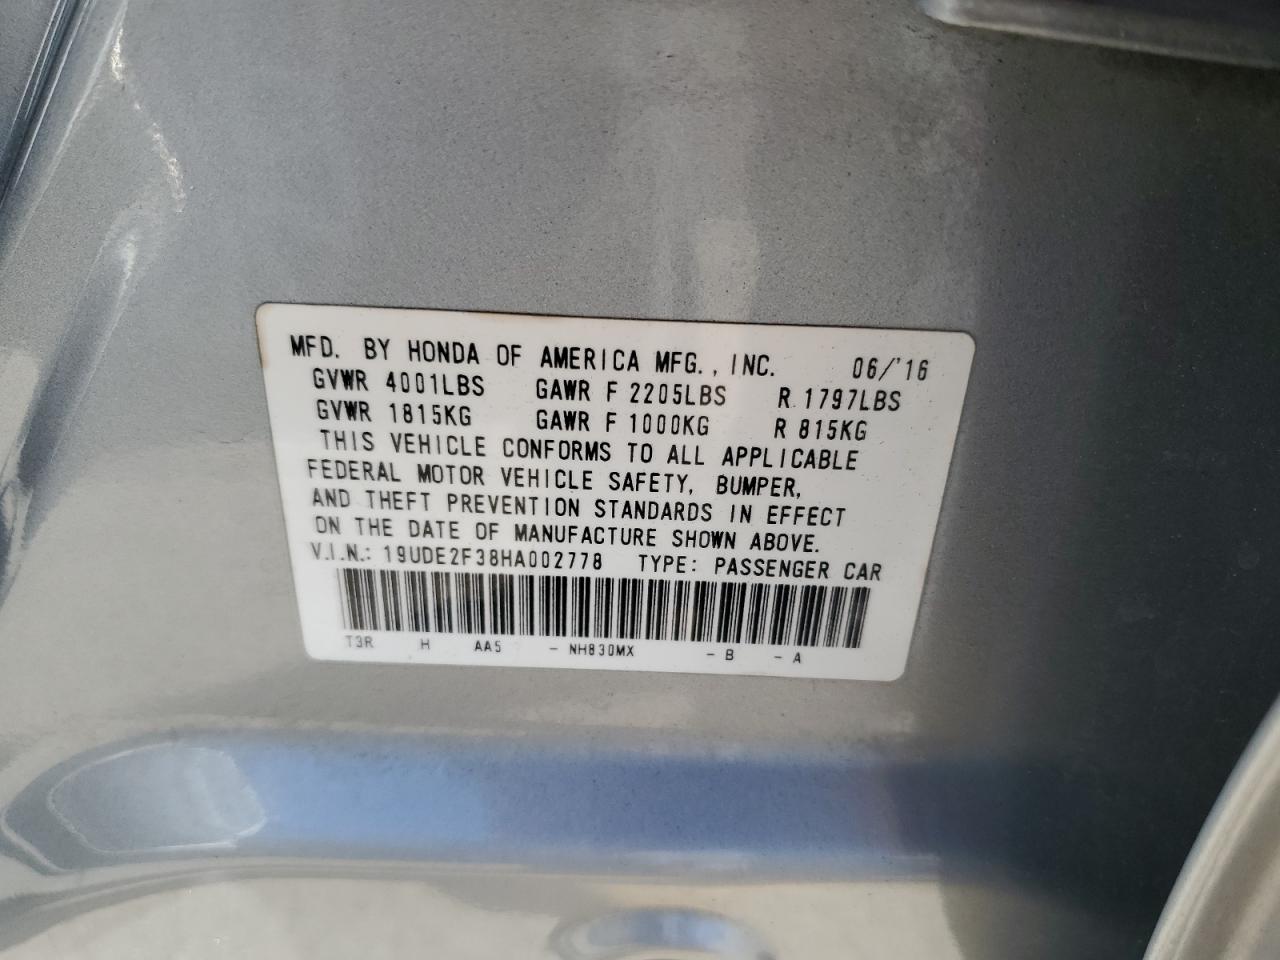 MFD. BY HONDA OF AMERICA MFG., INC. 06/'16
GVWR 4001LBS GAWR F 2205LBS R 1797LBS
GVWR 1815KG GAWR F 1000KG R 815KG
THIS VEHICLE CONFORMS TO ALL APPLICABLE
FEDERAL MOTOR VEHICLE SAFETY, BUMPER,
AND THEFT PREVENTION STANDARDS IN EFFECT
ON THE DATE OF MANUFACTURE SHOWN ABOVE.
V.I.N.: 19UDE2F38HA002778 TYPE: PASSENGER CAR
T3R H AA5 - NH830MX - B - A